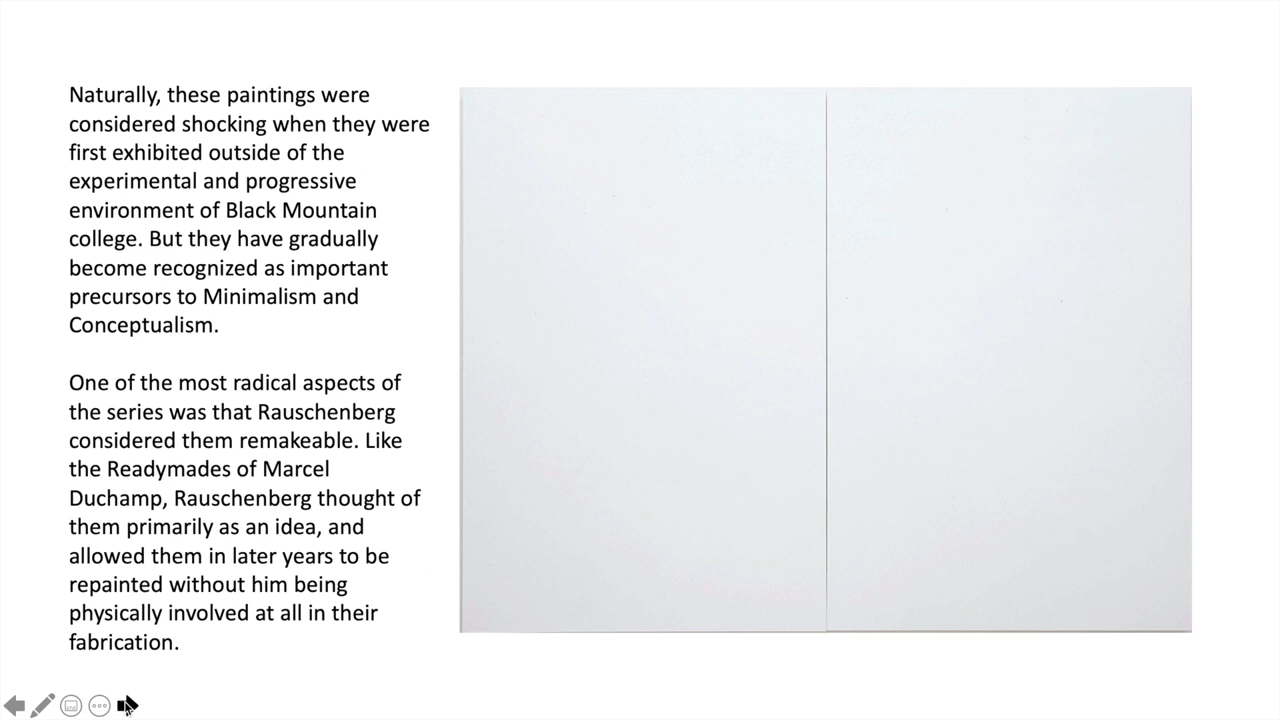 Naturally, these paintings were
considered shocking when they were
first exhibited outside of the
experimental and progressive
environment of Black Mountain
college. But they have gradually
become recognized as important
precursors to Minimalism and
Conceptualism.
One of the most radical aspects of
the series was that Rauschenberg
considered them remakeable. Like
the Readymades of Marcel
Duchamp, Rauschenberg thought of
them primarily as an idea, and
allowed them in later years to be
repainted without him being
physically involved at all in their
fabrication.